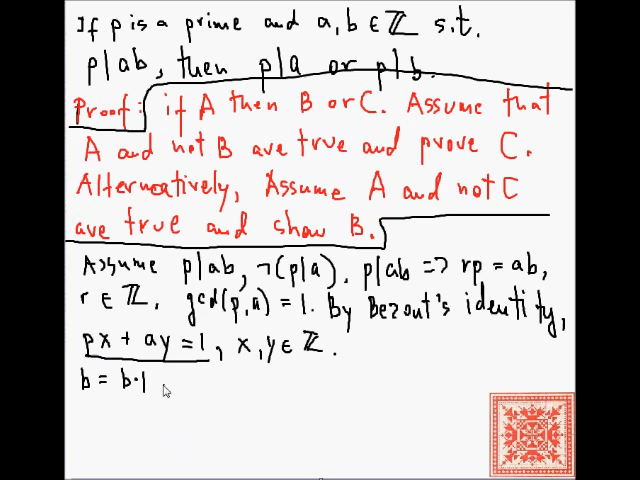 If p is a prime and a, b ∈ ℤ s.t.
p|ab, then p|a or p|b.
Proof: if A then B or C. Assume that
A and not B are true and prove C.
Alternatively, Assume A and not C
are true and show B.
Assume p|ab, ¬(p|a). p|ab => rp = ab,
r ∈ ℤ. gcd(p,a) = 1. By Bezout's identity,
px + ay = 1, x, y ∈ ℤ.
b = b·1